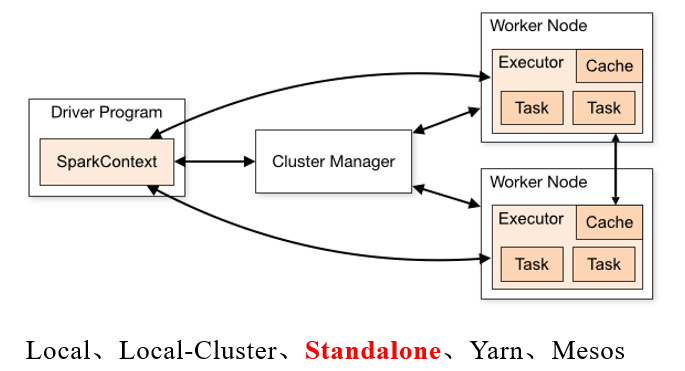 Driver Program
SparkContext
Cluster Manager
Worker Node
Executor
Cache
Task Task
Worker Node
Executor
Cache
Task Task
Local、Local-Cluster、Standalone、Yarn、Mesos